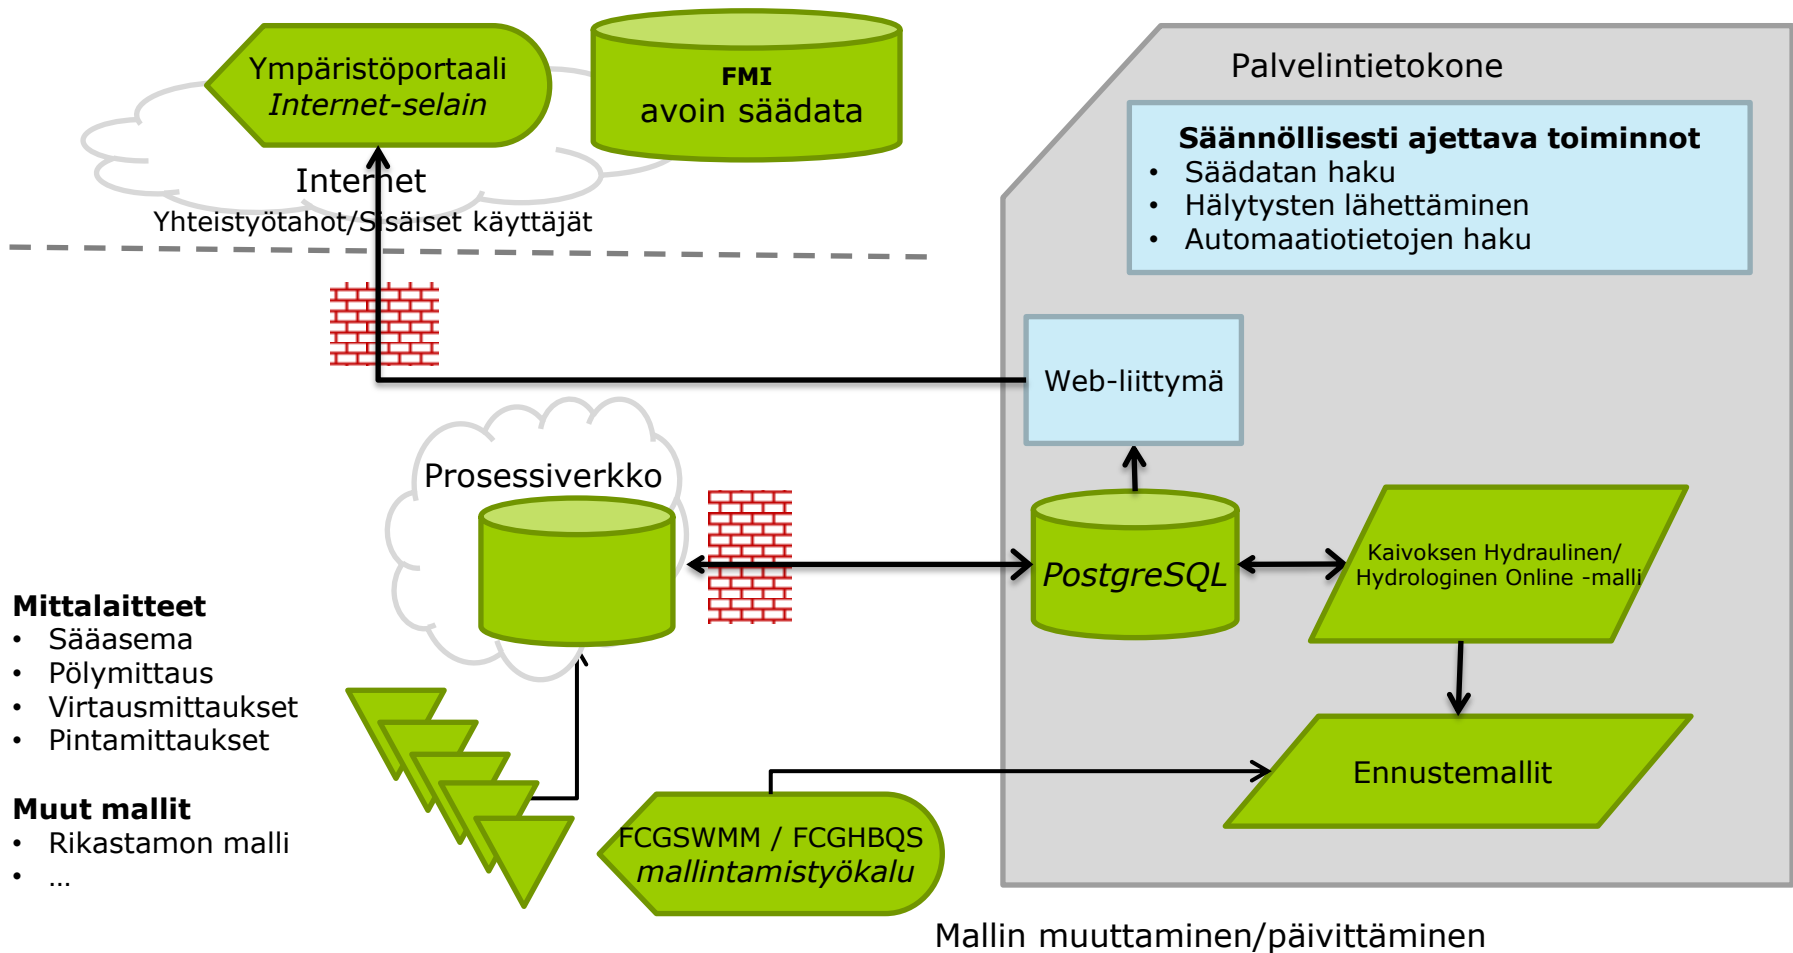 Ympäristöportaali
Internet-selain
FMI
avoin säädata
Internet
Yhteistyötahot/Sisäiset käyttäjät
Palvelintietokone
Säännöllisesti ajettava toiminnot
• Säädatan haku
• Hälytysten lähettäminen
• Automaatiotietojen haku
Web-liittymä
Prosessiverkko
PostgreSQL
Kaivoksen Hydraulinen/
Hydrologinen Online -malli
Mittalaitteet
• Sääasema
• Pölymittaus
• Virtausmittaukset
• Pintamittaukset
Muut mallit
• Rikastamon malli
• …
Ennustemallit
FCGSWMM / FCGHBQS
mallintamistyökalu
Mallin muuttaminen/päivittäminen